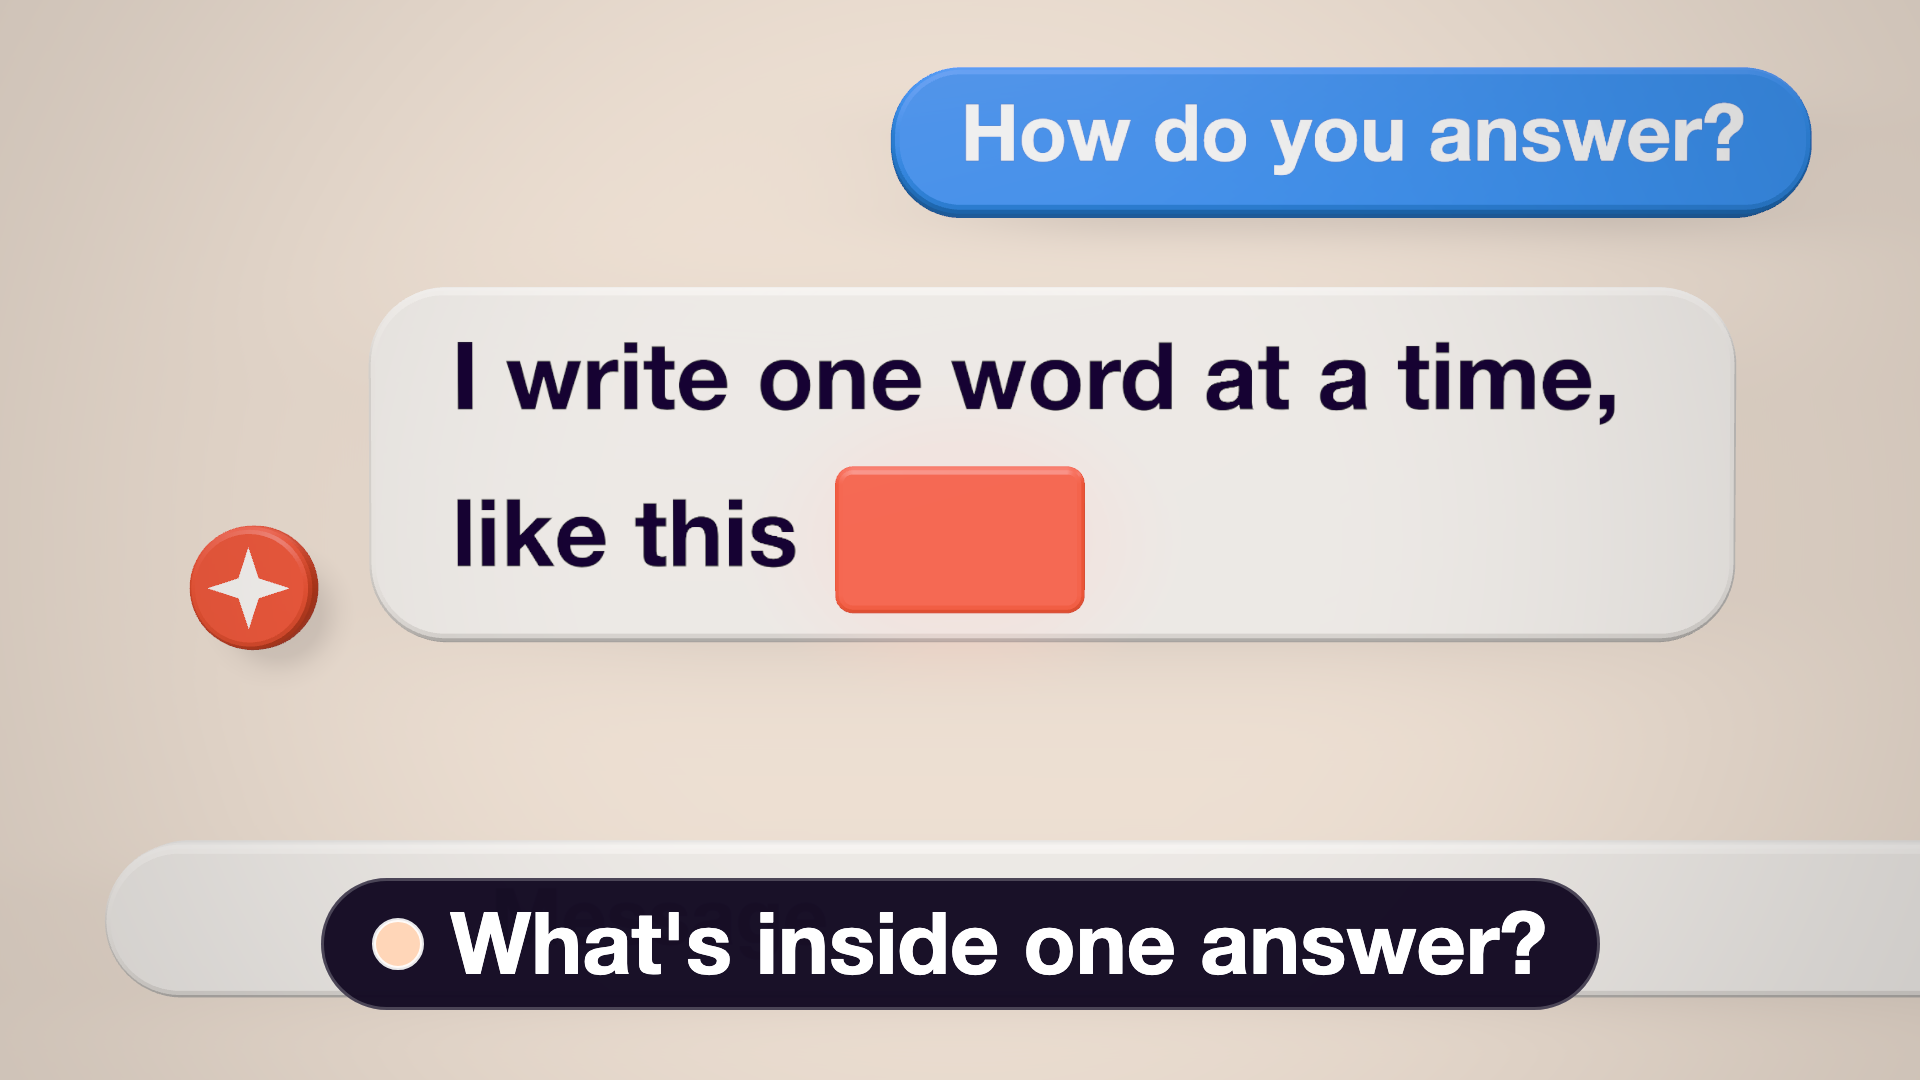 How do you answer?
I write one word at a time,
like this
What's inside one answer?